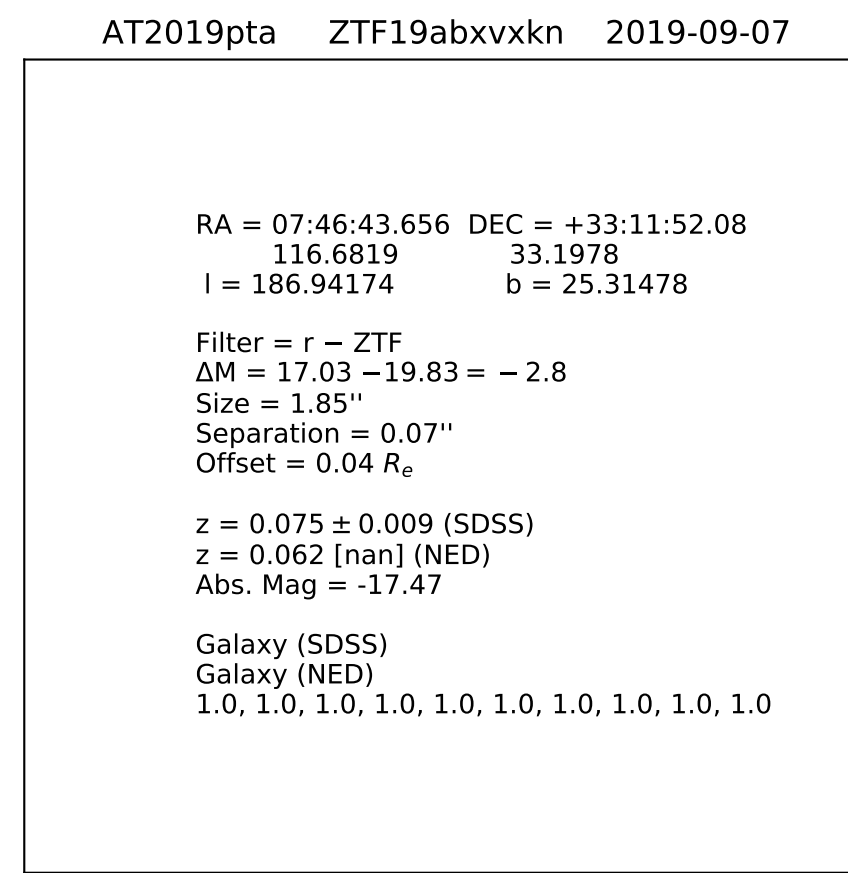 AT2019pta ZTF19abxvxkn 2019-09-07
RA = 07:46:43.656 DEC = +33:11:52.08
116.6819 33.1978
l = 186.94174 b = 25.31478
Filter = r − ZTF
ΔM = 17.03 −19.83 = − 2.8
Size = 1.85''
Separation = 0.07''
Offset = 0.04 Re
z = 0.075 ± 0.009 (SDSS)
z = 0.062 [nan] (NED)
Abs. Mag = -17.47
Galaxy (SDSS)
Galaxy (NED)
1.0, 1.0, 1.0, 1.0, 1.0, 1.0, 1.0, 1.0, 1.0, 1.0